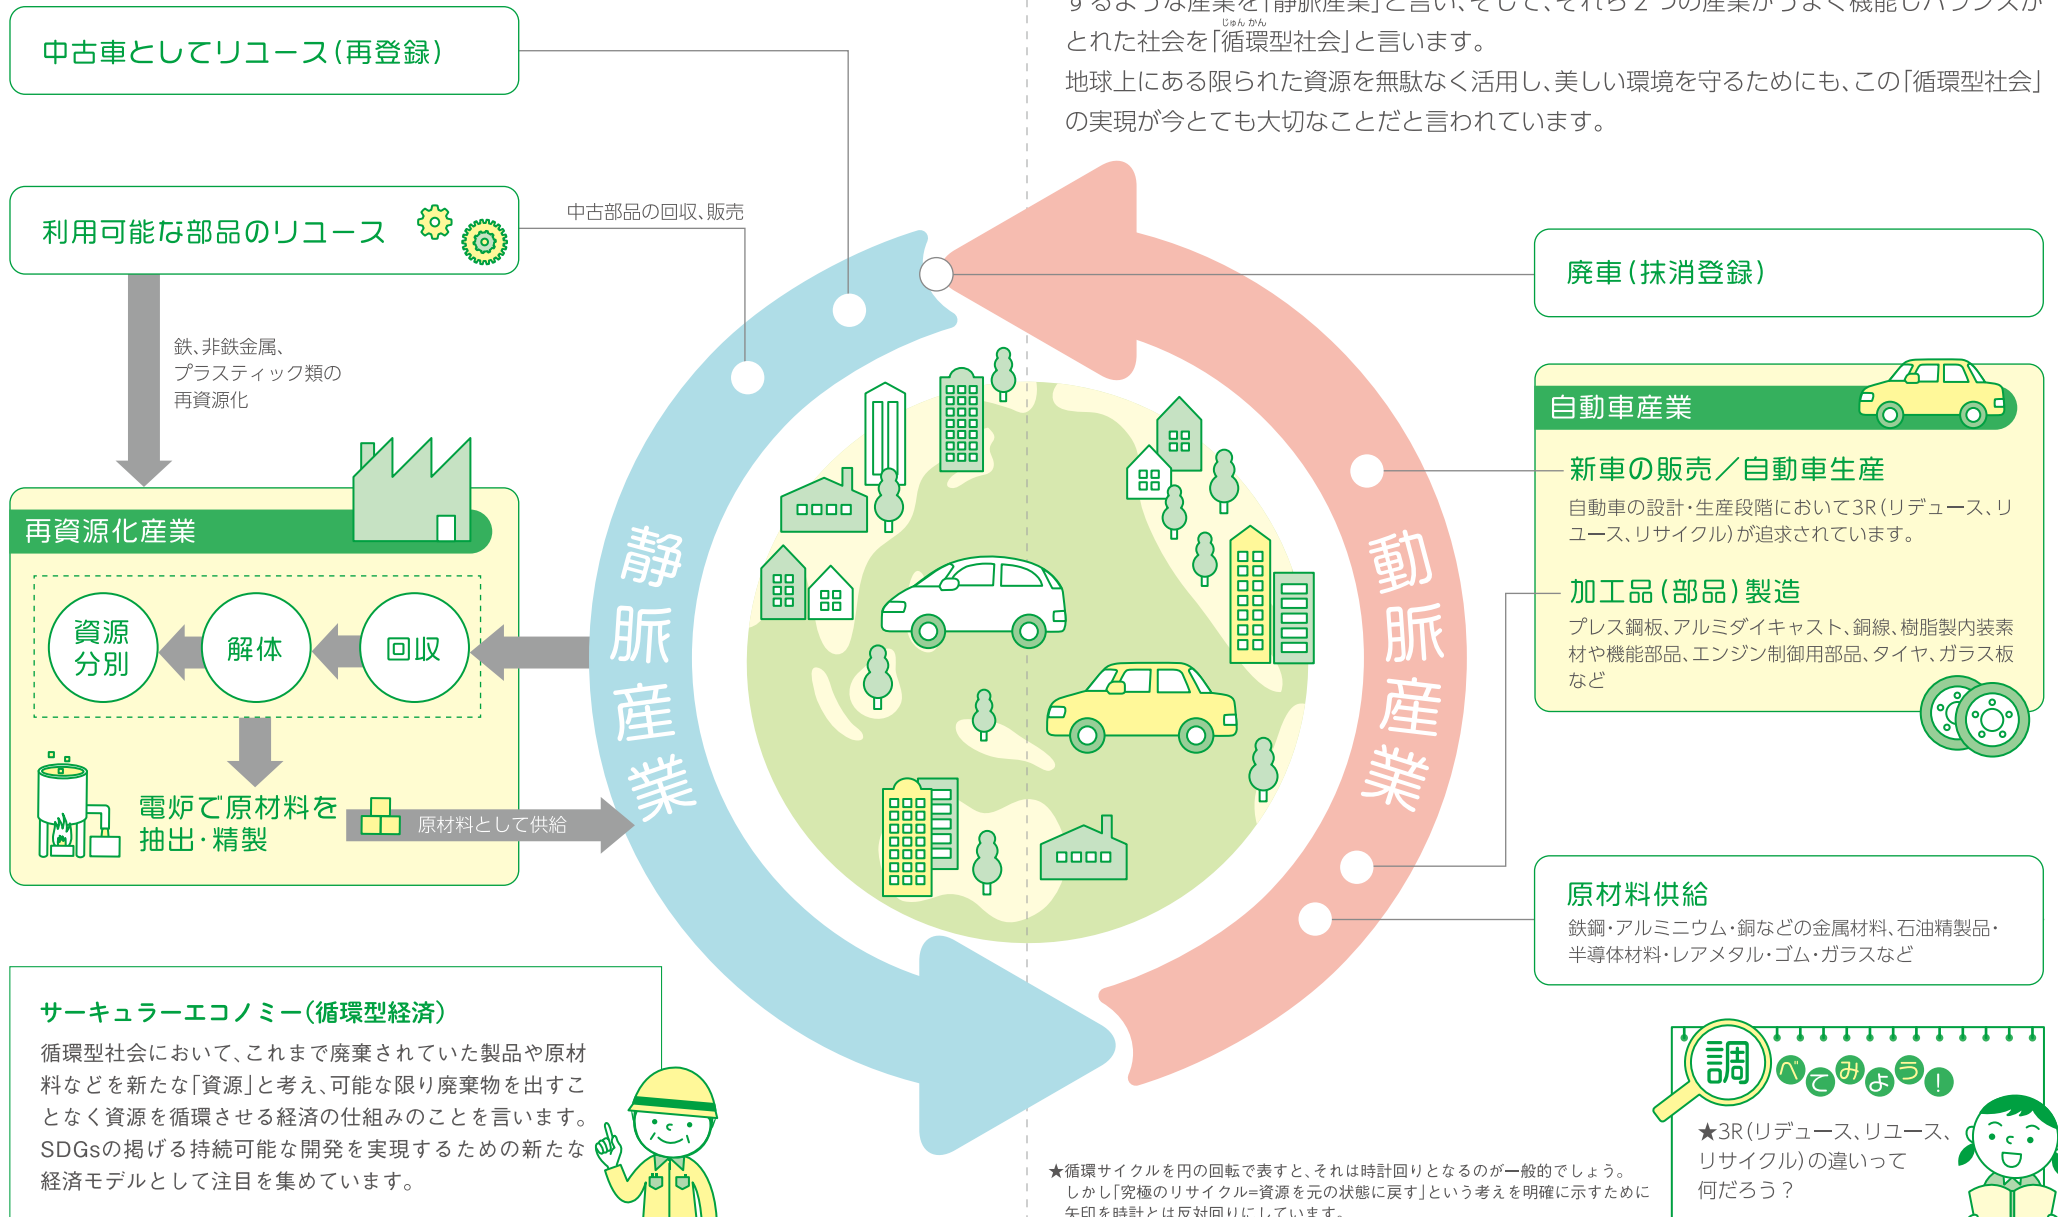 するような産業を「静脈産業」と言い、そして、それら2つの産業がうまく機能しバランスが
じゅんかん
とれた社会を「循環型社会」と言います。
地球上にある限られた資源を無駄なく活用し、美しい環境を守るためにも、この「循環型社会」
の実現が今とても大切なことだと言われています。
中古車としてリユース(再登録)
利用可能な部品のリユース
中古部品の回収、販売
鉄、非鉄金属、
プラスティック類の
再資源化
再資源化産業
資源
分別
解体
回収
電炉で原材料を
抽出・精製
原材料として供給
静脈産業
動脈産業
廃車(抹消登録)
自動車産業
新車の販売／自動車生産
自動車の設計・生産段階において3R(リデュース、リ
ユース、リサイクル)が追求されています。
加工品(部品)製造
プレス鋼板、アルミダイキャスト、銅線、樹脂製内装素
材や機能部品、エンジン制御用部品、タイヤ、ガラス板
など
原材料供給
鉄鋼・アルミニウム・銅などの金属材料、石油精製品・
半導体材料・レアメタル・ゴム・ガラスなど
サーキュラーエコノミー(循環型経済)
循環型社会において、これまで廃棄されていた製品や原材
料などを新たな「資源」と考え、可能な限り廃棄物を出すこ
となく資源を循環させる経済の仕組みのことを言います。
SDGsの掲げる持続可能な開発を実現するための新たな
経済モデルとして注目を集めています。
★循環サイクルを円の回転で表すと、それは時計回りとなるのが一般的でしょう。
しかし「究極のリサイクル=資源を元の状態に戻す」という考えを明確に示すために
矢印を時計とは反対回りにしています。
調べてみよう！
★3R(リデュース、リユース、
リサイクル)の違いって
何だろう？